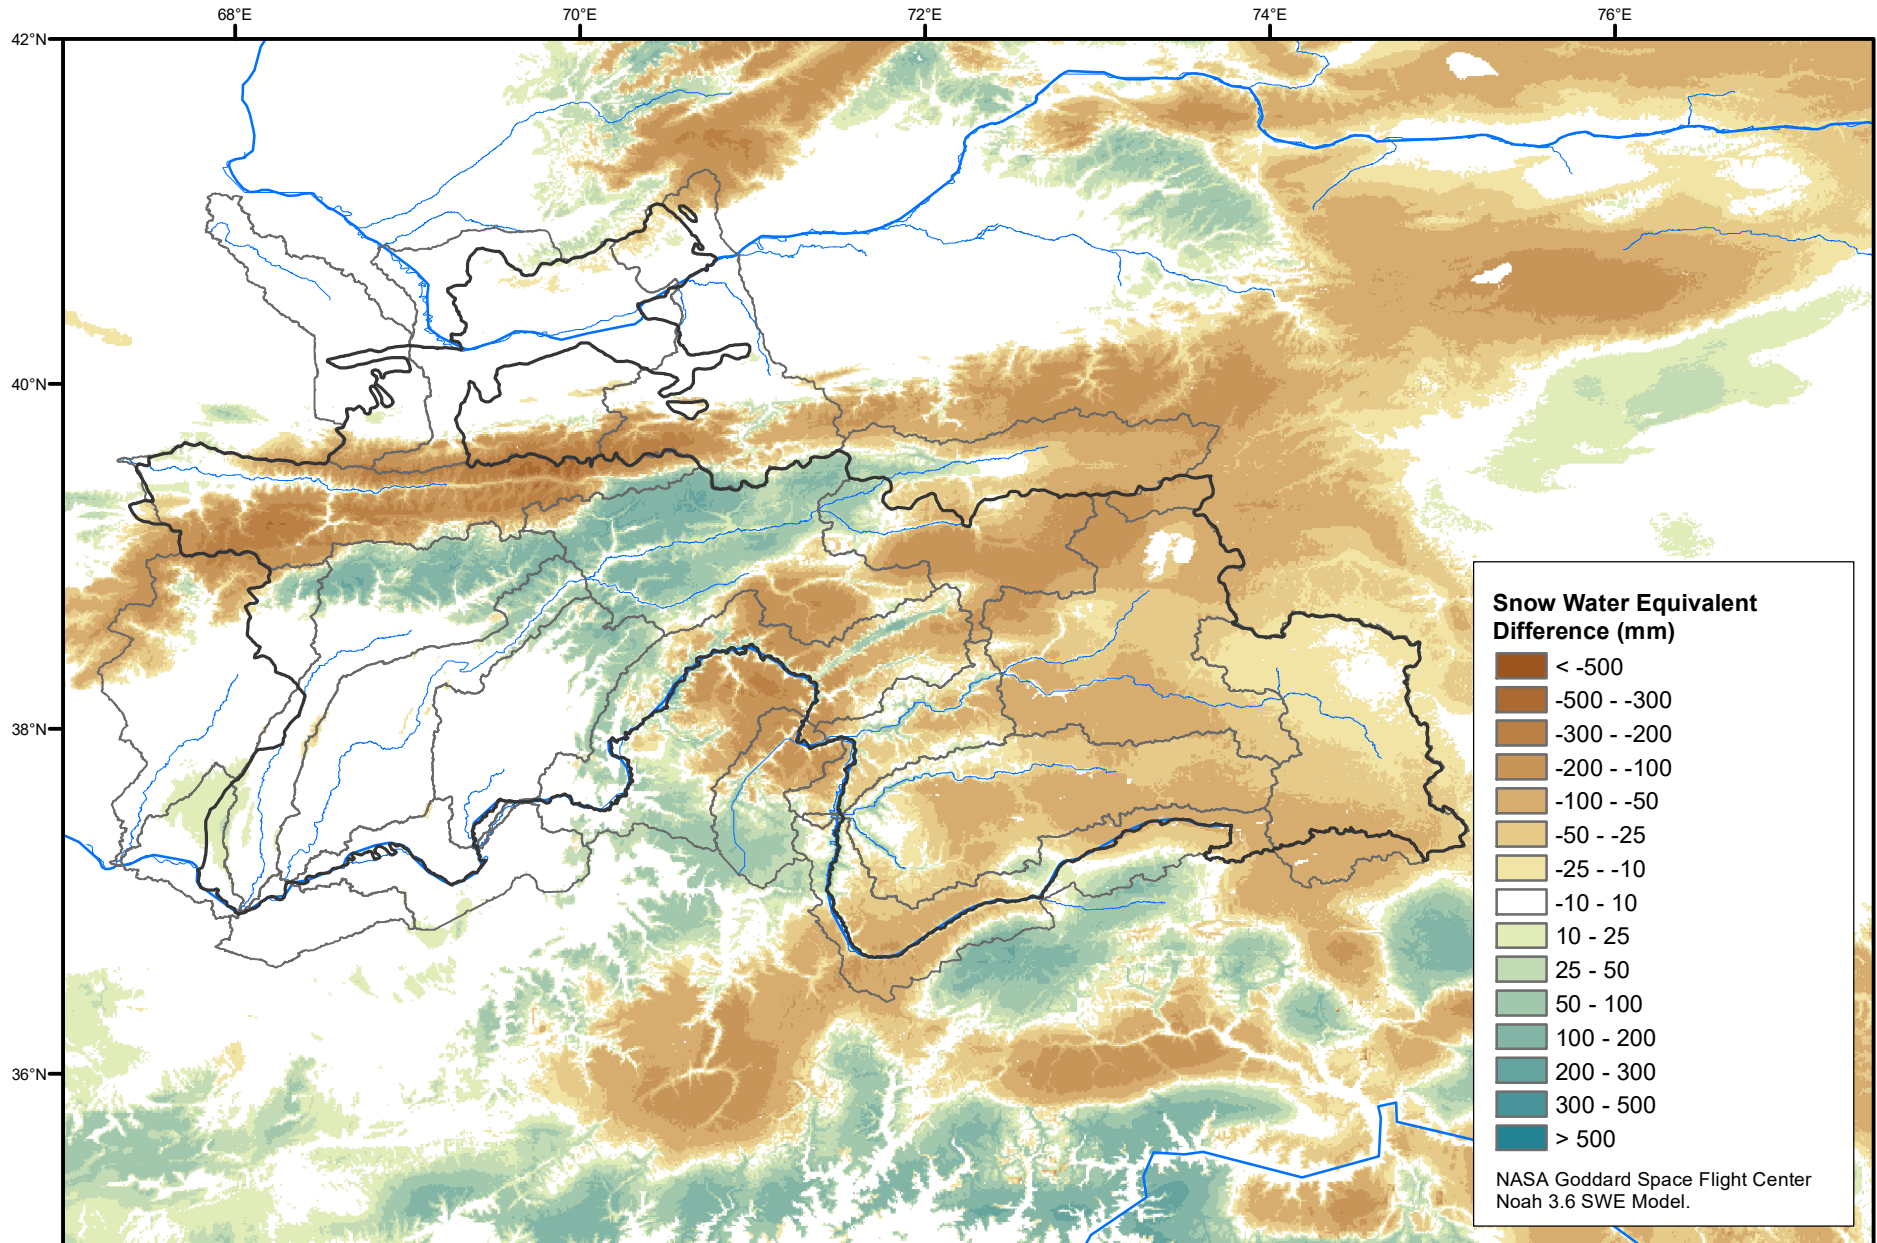 68°E 70°E 72°E 74°E 76°E
42°N
40°N
38°N
36°N
Snow Water Equivalent
Difference (mm)
< -500
-500 - -300
-300 - -200
-200 - -100
-100 - -50
-50 - -25
-25 - -10
-10 - 10
10 - 25
25 - 50
50 - 100
100 - 200
200 - 300
300 - 500
> 500
NASA Goddard Space Flight Center
Noah 3.6 SWE Model.